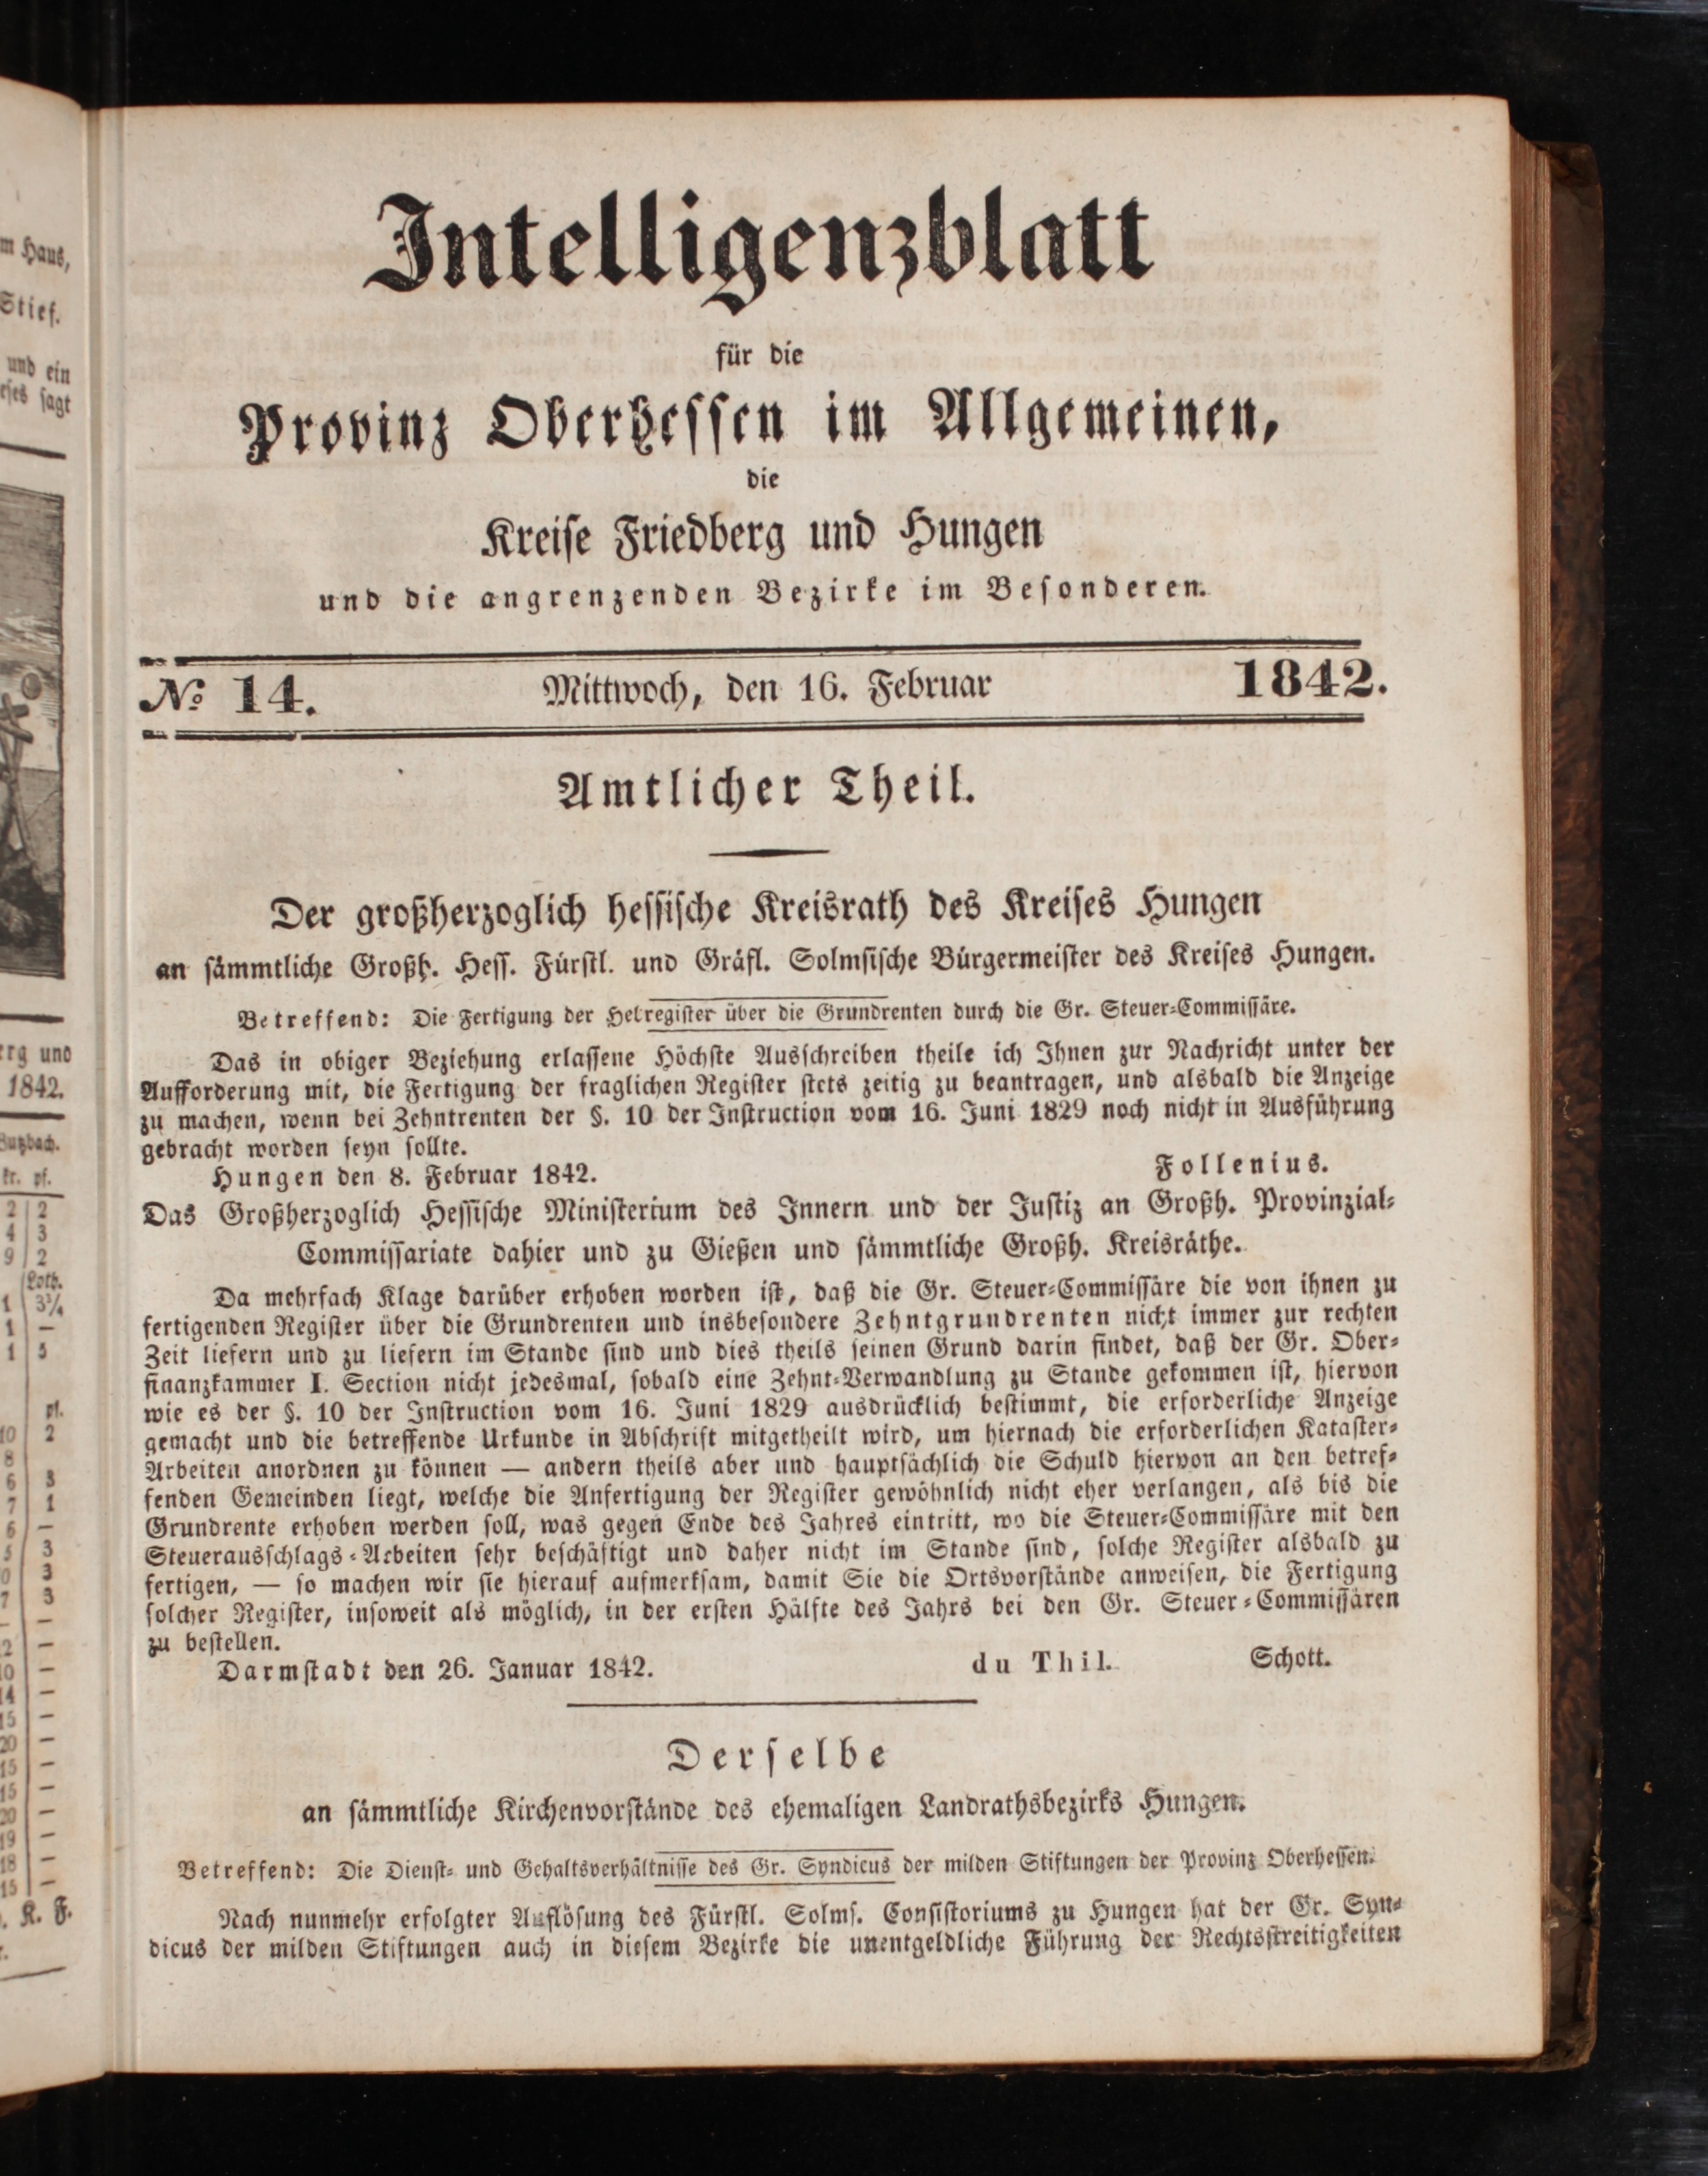 Intelligenzblatt
für die
Provinz Oberhessen im Allgemeinen,
die
Kreise Friedberg und Hungen
und die angrenzenden Bezirke im Besonderen.
No 14. Mittwoch, den 16. Februar 1842.
Amtlicher Theil.
Der großherzoglich hessische Kreisrath des Kreises Hungen
an sämmtliche Großh. Hess. Fürstl. und Gräfl. Solmsische Bürgermeister des Kreises Hungen.
Betreffend: Die Fertigung der Hebregister über die Grundrenten durch die Gr. Steuer-Commissäre.
Das in obiger Beziehung erlassene Höchste Ausschreiben theile ich Ihnen zur Nachricht unter der
Aufforderung mit, die Fertigung der fraglichen Register stets zeitig zu beantragen, und alsbald die Anzeige
zu machen, wenn bei Zehntrenten der §. 10 der Instruction vom 16. Juni 1829 noch nicht in Ausführung
gebracht worden seyn sollte.
Hungen den 8. Februar 1842. Follenius.
Das Großherzoglich Hessische Ministerium des Innern und der Justiz an Großh. Provinzial-
Commissariate dahier und zu Gießen und sämmtliche Großh. Kreisräthe.
Da mehrfach Klage darüber erhoben worden ist, daß die Gr. Steuer-Commissäre die von ihnen zu
fertigenden Register über die Grundrenten und insbesondere Zehntgrundrenten nicht immer zur rechten
Zeit liefern und zu liefern im Stande sind und dies theils seinen Grund darin findet, daß der Gr. Ober-
finanzkammer I. Section nicht jedesmal, sobald eine Zehnt-Verwandlung zu Stande gekommen ist, hiervon
wie es der §. 10 der Instruction vom 16. Juni 1829 ausdrücklich bestimmt, die erforderliche Anzeige
gemacht und die betreffende Urkunde in Abschrift mitgetheilt wird, um hiernach die erforderlichen Kataster-
Arbeiten anordnen zu können — andern theils aber und hauptsächlich die Schuld hiervon an den betref-
fenden Gemeinden liegt, welche die Anfertigung der Register gewöhnlich nicht eher verlangen, als bis die
Grundrente erhoben werden soll, was gegen Ende des Jahres eintritt, wo die Steuer-Commissäre mit den
Steuerausschlags-Arbeiten sehr beschäftigt und daher nicht im Stande sind, solche Register alsbald zu
fertigen, — so machen wir sie hierauf aufmerksam, damit Sie die Ortsvorstände anweisen, die Fertigung
solcher Register, insoweit als möglich, in der ersten Hälfte des Jahrs bei den Gr. Steuer-Commissären
zu bestellen.
Darmstadt den 26. Januar 1842. du Thil. Schott.
Derselbe
an sämmtliche Kirchenvorstände des ehemaligen Landrathsbezirks Hungen.
Betreffend: Die Dienst- und Gehaltsverhältnisse des Gr. Syndicus der milden Stiftungen der Provinz Oberhessen.
Nach nunmehr erfolgter Auflösung des Fürstl. Solms. Consistoriums zu Hungen hat der Gr. Syn-
dicus der milden Stiftungen auch in diesem Bezirke die unentgeldliche Führung der Rechtsstreitigkeiten